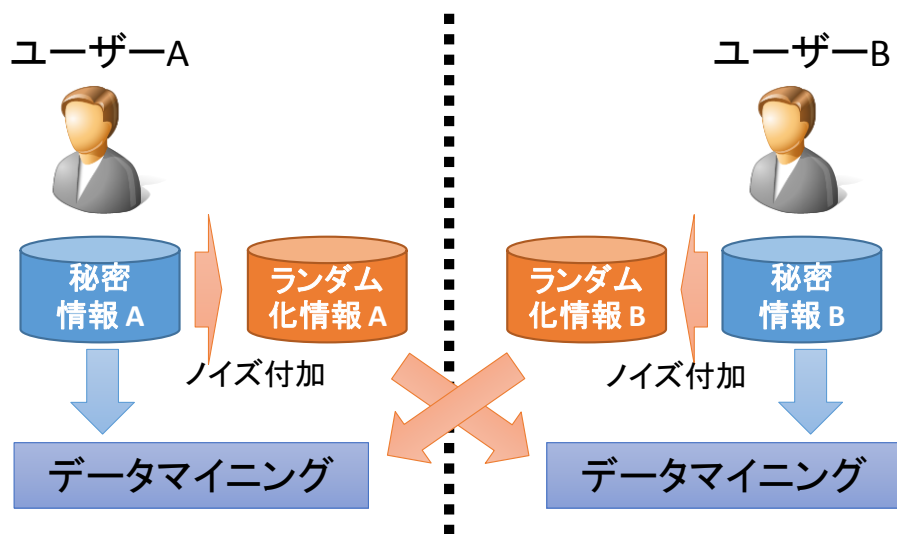 ユーザーA
ユーザーB
秘密
情報 A
ランダム
化情報 A
ランダム
化情報 B
秘密
情報 B
ノイズ付加
ノイズ付加
データマイニング
データマイニング